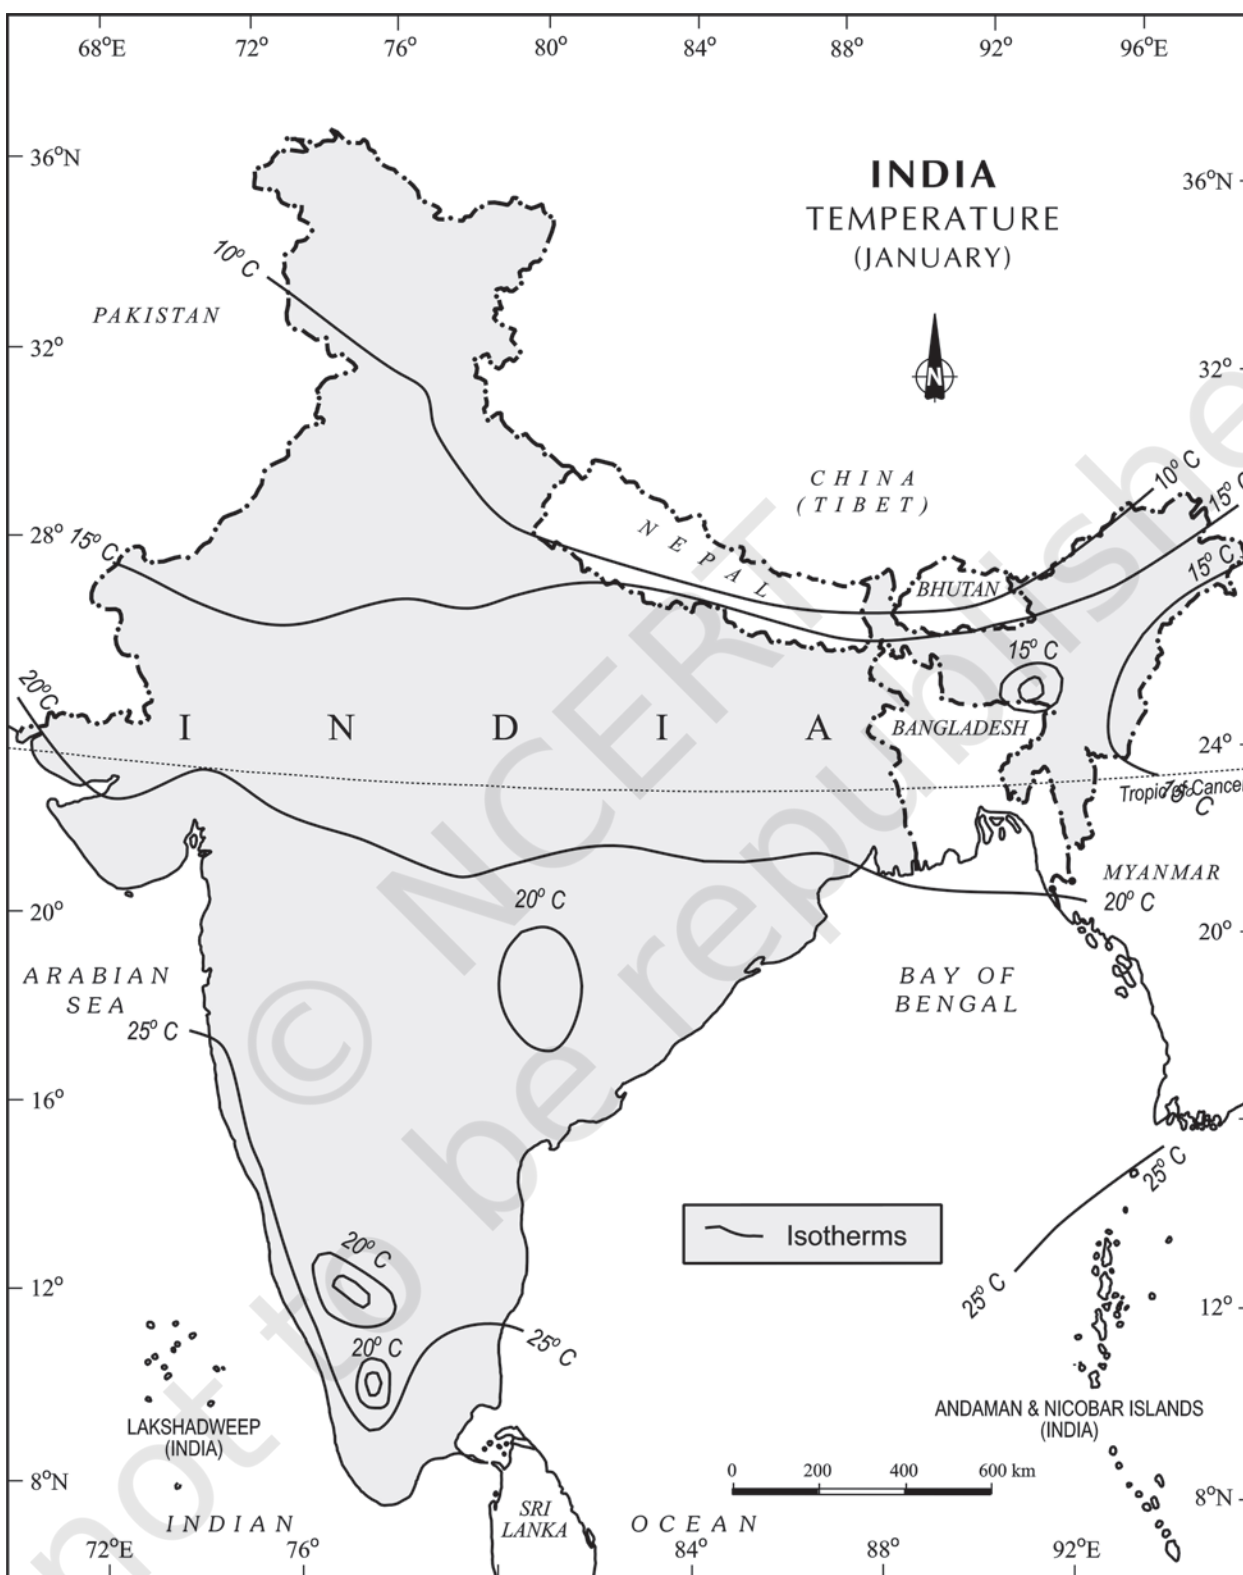 68°E 72° 76° 80° 84° 88° 92° 96°E
36°N
INDIA
TEMPERATURE
(JANUARY)
36°N
10° C
PAKISTAN
N
32°
32°
CHINA
(TIBET)
10° C
15° C
28°
15° C
NEPAL
15° C
BHUTAN
15° C
20°C
INDIA
BANGLADESH
24°
Tropic of Cancer
15° C
MYANMAR
20° C
20° C
20°
20°
ARABIAN
SEA
BAY OF
BENGAL
25° C
16°
25° C
Isotherms
20° C
25° C
12°
12°
20° C
25° C
LAKSHADWEEP
(INDIA)
ANDAMAN & NICOBAR ISLANDS
(INDIA)
8°N
0 200 400 600 km
8°N
SRI
LANKA
INDIAN OCEAN
72°E 76° 84° 88° 92°E
© NCERT
not to be republishe